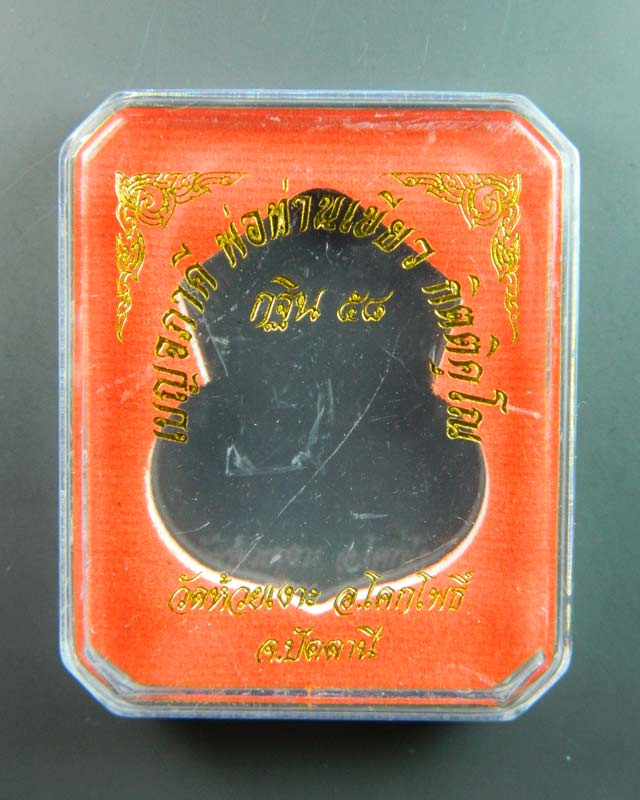 เบญจภาคี พ่อท่านเขียว กิตติคุโณ
กฐิน ๕๘
วัดห้วยเงาะ อ.โคกโพธิ์
จ.ปัตตานี